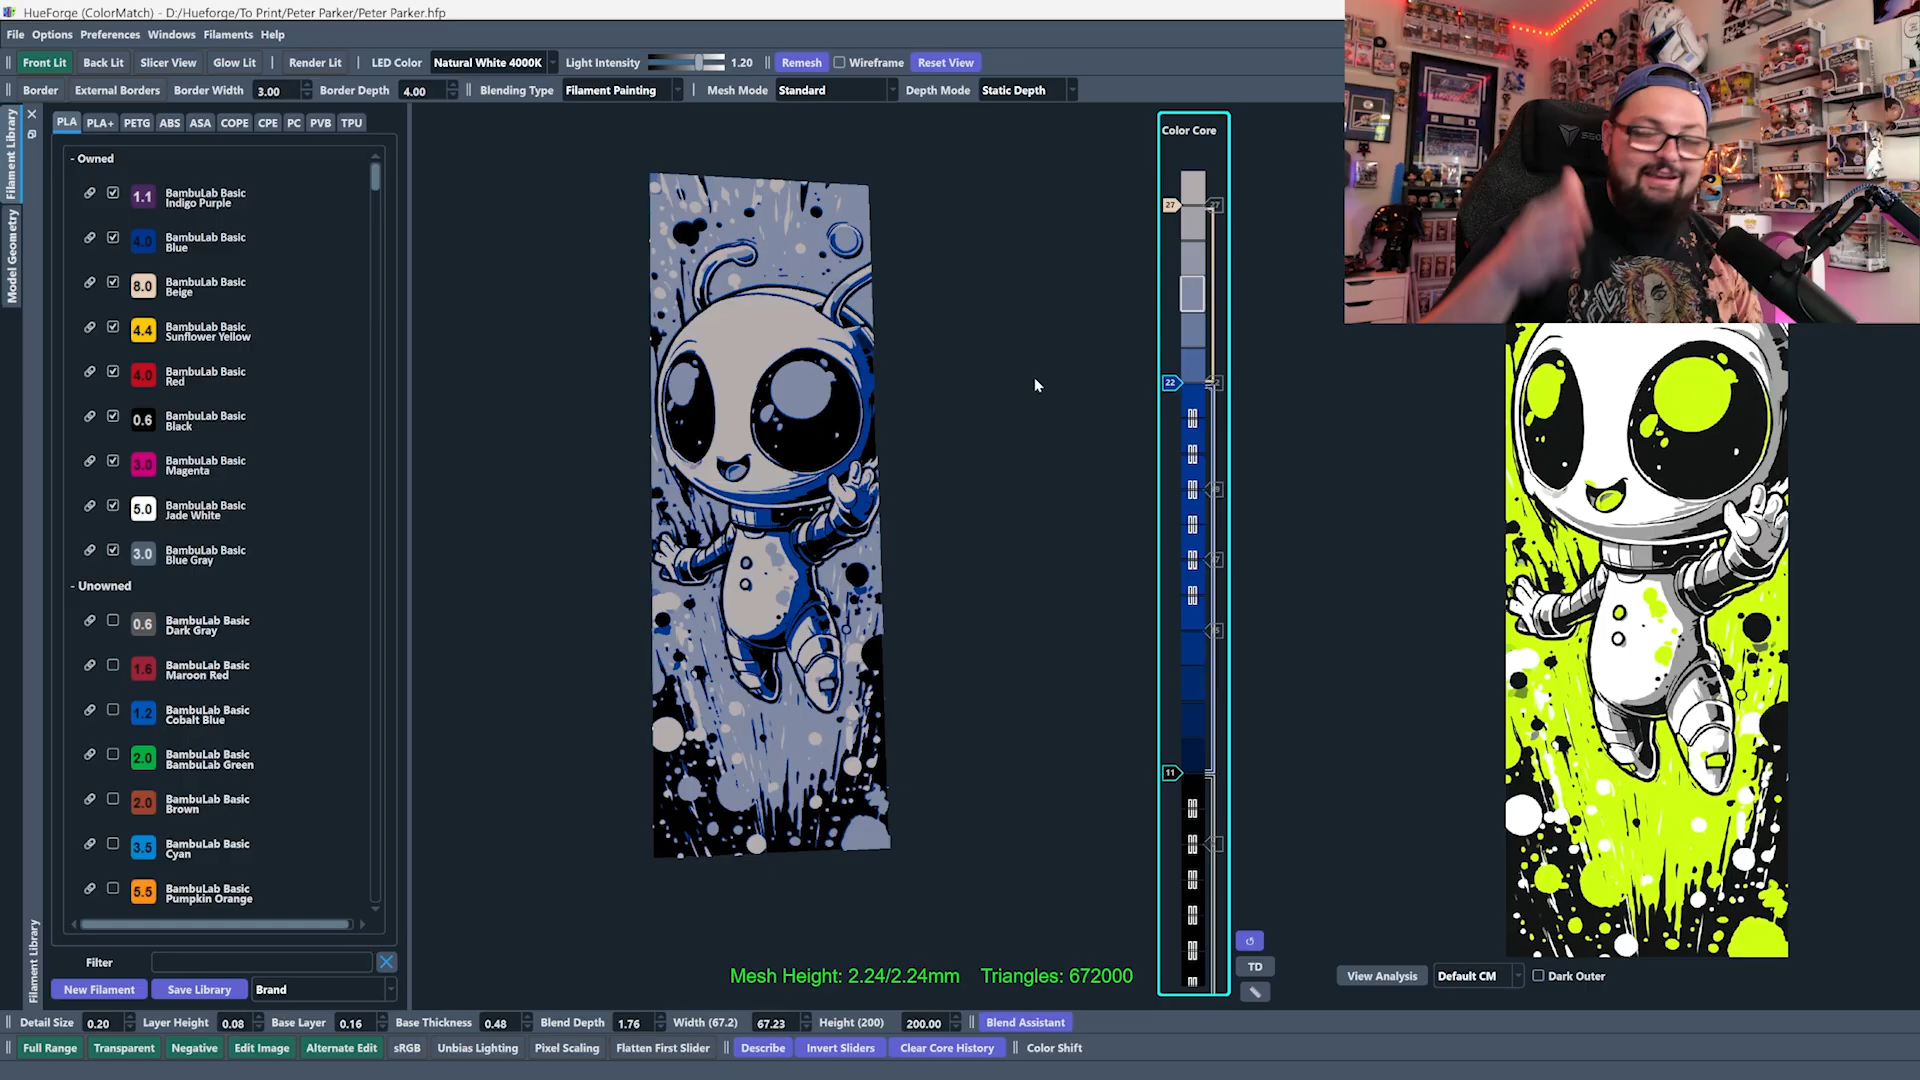 HueForge (ColorMatch) - D:/Hueforge/To Print/Peter Parker/Peter Parker.hfp
File Options Preferences Windows Filaments Help
Front Lit Back Lit Slicer View Glow Lit Render Lit LED Color Natural White 4000K Light Intensity 1.20 Remesh Wireframe Reset View
Border External Borders Border Width 3.00 Border Depth 4.00 Blending Type Filament Painting Mesh Mode Standard Depth Mode Static Depth
Filament Library
Model Geometry
PLA PLA+ PETG ABS ASA COPE CPE PC PVB TPU
- Owned
1.1 BambuLab Basic
Indigo Purple
4.0 BambuLab Basic
Blue
8.0 BambuLab Basic
Beige
4.4 BambuLab Basic
Sunflower Yellow
4.0 BambuLab Basic
Red
0.6 BambuLab Basic
Black
3.0 BambuLab Basic
Magenta
5.0 BambuLab Basic
Jade White
3.0 BambuLab Basic
Blue Gray
- Unowned
0.6 BambuLab Basic
Dark Gray
1.6 BambuLab Basic
Maroon Red
1.2 BambuLab Basic
Cobalt Blue
2.0 BambuLab Basic
BambuLab Green
2.0 BambuLab Basic
Brown
3.5 BambuLab Basic
Cyan
5.5 BambuLab Basic
Pumpkin Orange
Filter
New Filament Save Library Brand
Filament Library
Color Core
27
22
11
TD
Mesh Height: 2.24/2.24mm Triangles: 672000
View Analysis Default CM Dark Outer
Detail Size 0.20 Layer Height 0.08 Base Layer 0.16 Base Thickness 0.48 Blend Depth 1.76 Width (67.2) 67.23 Height (200) 200.00 Blend Assistant
Full Range Transparent Negative Edit Image Alternate Edit sRGB Unbias Lighting Pixel Scaling Flatten First Slider Describe Invert Sliders Clear Core History Color Shift